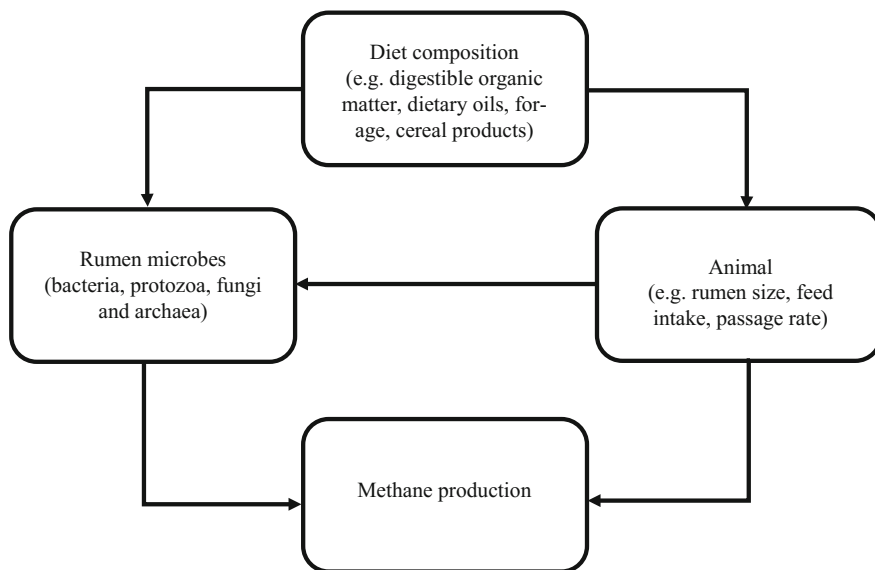 Diet composition
(e.g. digestible organic
matter, dietary oils, for-
age, cereal products)
Rumen microbes
(bacteria, protozoa, fungi
and archaea)
Animal
(e.g. rumen size, feed
intake, passage rate)
Methane production